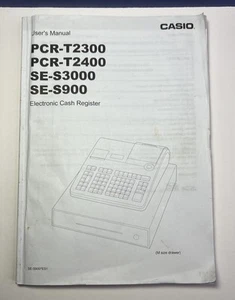 CASIO
User's Manual
PCR-T2300
PCR-T2400
SE-S3000
SE-S900
Electronic Cash Register